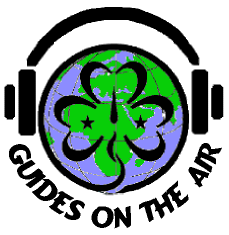 GUIDES ON THE AIR